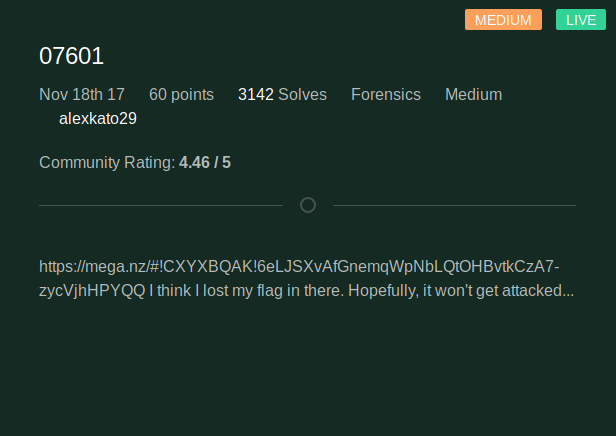 MEDIUM LIVE
07601
Nov 18th 17 60 points 3142 Solves Forensics Medium
alexkato29
Community Rating: 4.46 / 5
https://mega.nz/#!CXYXBQAK!6eLJSXvAfGnemqWpNbLQtOHBvtkCzA7-
zycVjhHPYQQ I think I lost my flag in there. Hopefully, it won't get attacked...